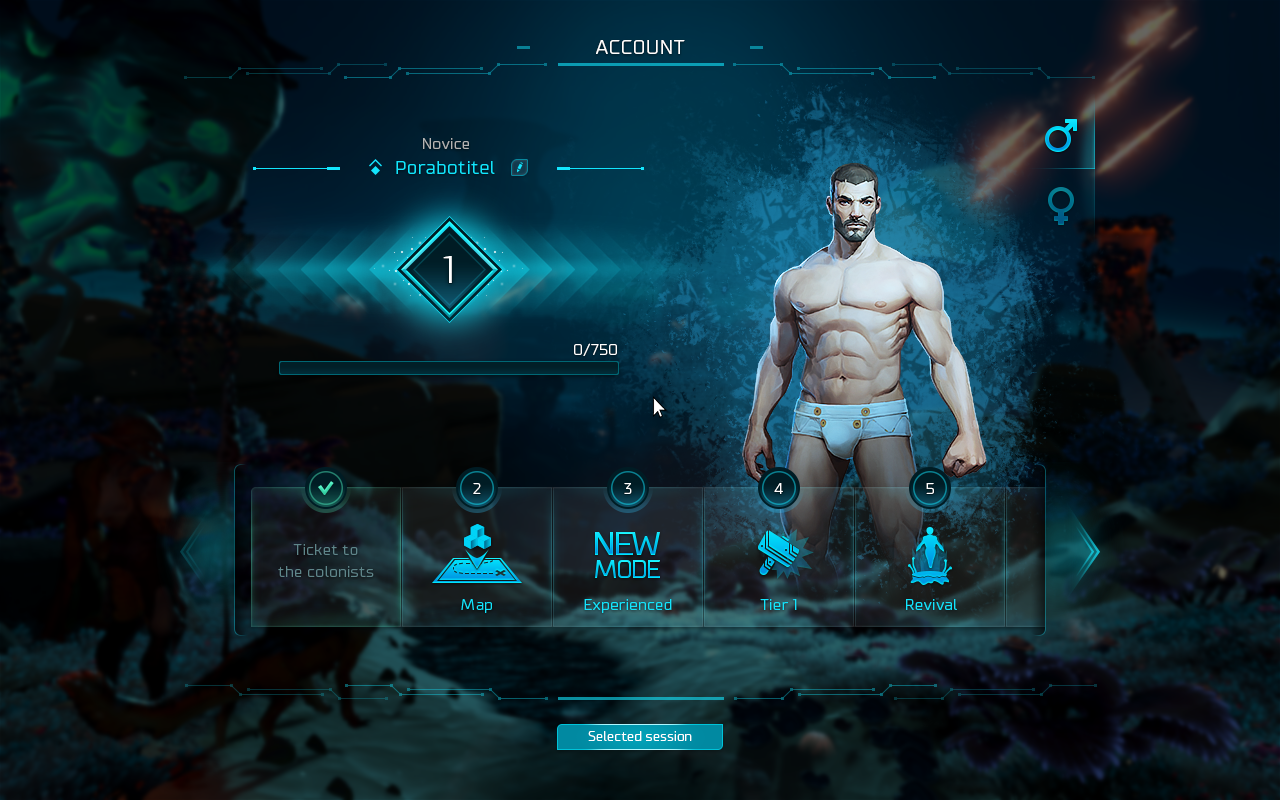 ACCOUNT
Novice
Porabotitel
1
0/750
2
3
4
5
Ticket to
the colonists
NEW
MODE
Map
Experienced
Tier 1
Revival
Selected session